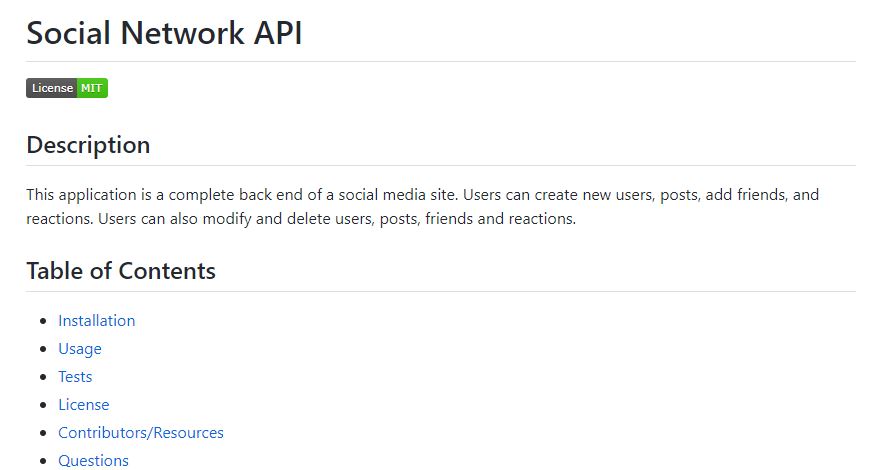 Social Network API
License MIT
Description
This application is a complete back end of a social media site. Users can create new users, posts, add friends, and
reactions. Users can also modify and delete users, posts, friends and reactions.
Table of Contents
Installation
Usage
Tests
License
Contributors/Resources
Questions